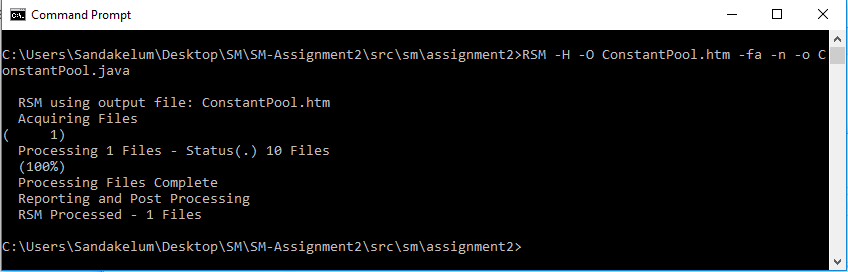 Command Prompt
C:\Users\Sandakelum\Desktop\SM\SM-Assignment2\src\sm\assignment2>RSM -H -O ConstantPool.htm -fa -n -o C
onstantPool.java
RSM using output file: ConstantPool.htm
Acquiring Files
(     1)
Processing 1 Files - Status(.) 10 Files
(100%)
Processing Files Complete
Reporting and Post Processing
RSM Processed - 1 Files
C:\Users\Sandakelum\Desktop\SM\SM-Assignment2\src\sm\assignment2>